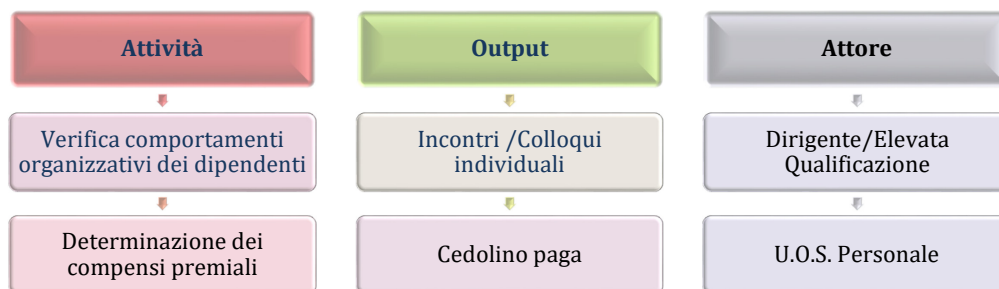 Attività
Output
Attore
Verifica comportamenti
organizzativi dei dipendenti
Incontri /Colloqui
individuali
Dirigente/Elevata
Qualificazione
Determinazione dei
compensi premiali
Cedolino paga
U.O.S. Personale